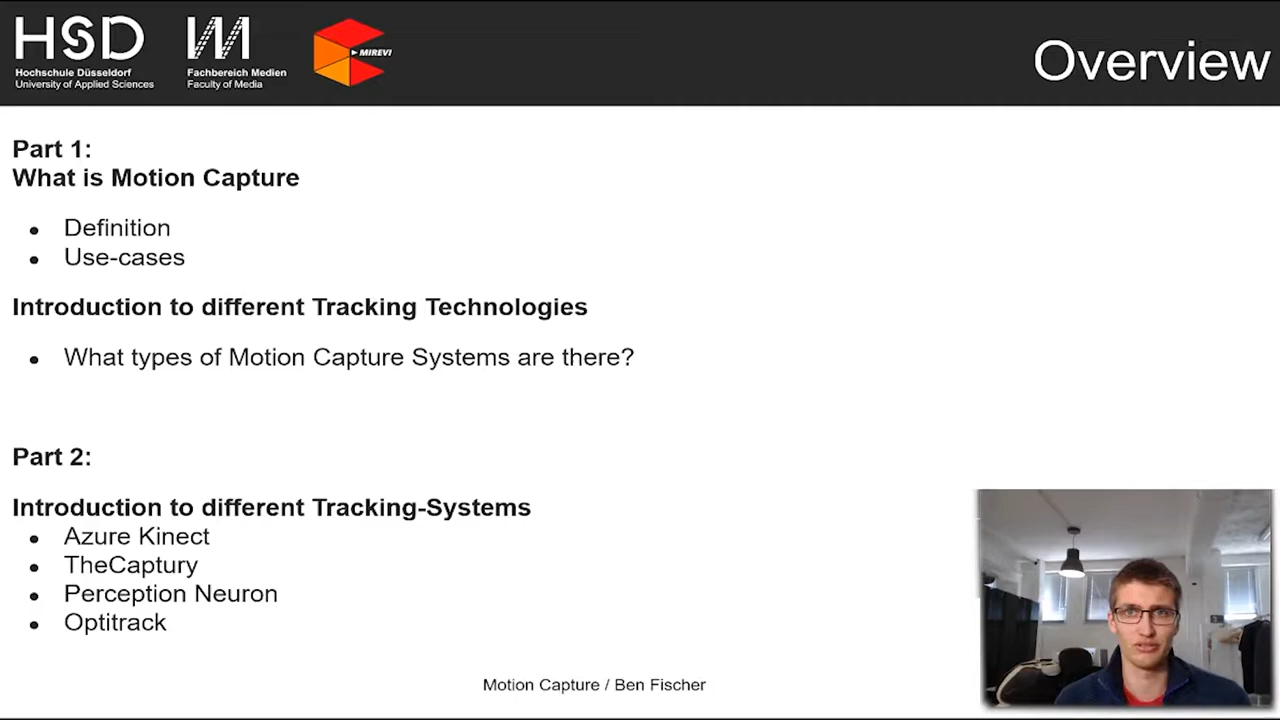 HSD
Hochschule Düsseldorf
University of Applied Sciences
Fachbereich Medien
Faculty of Media
MIREVI
Overview
Part 1:
What is Motion Capture
• Definition
• Use-cases
Introduction to different Tracking Technologies
• What types of Motion Capture Systems are there?
Part 2:
Introduction to different Tracking-Systems
• Azure Kinect
• TheCaptury
• Perception Neuron
• Optitrack
Motion Capture / Ben Fischer